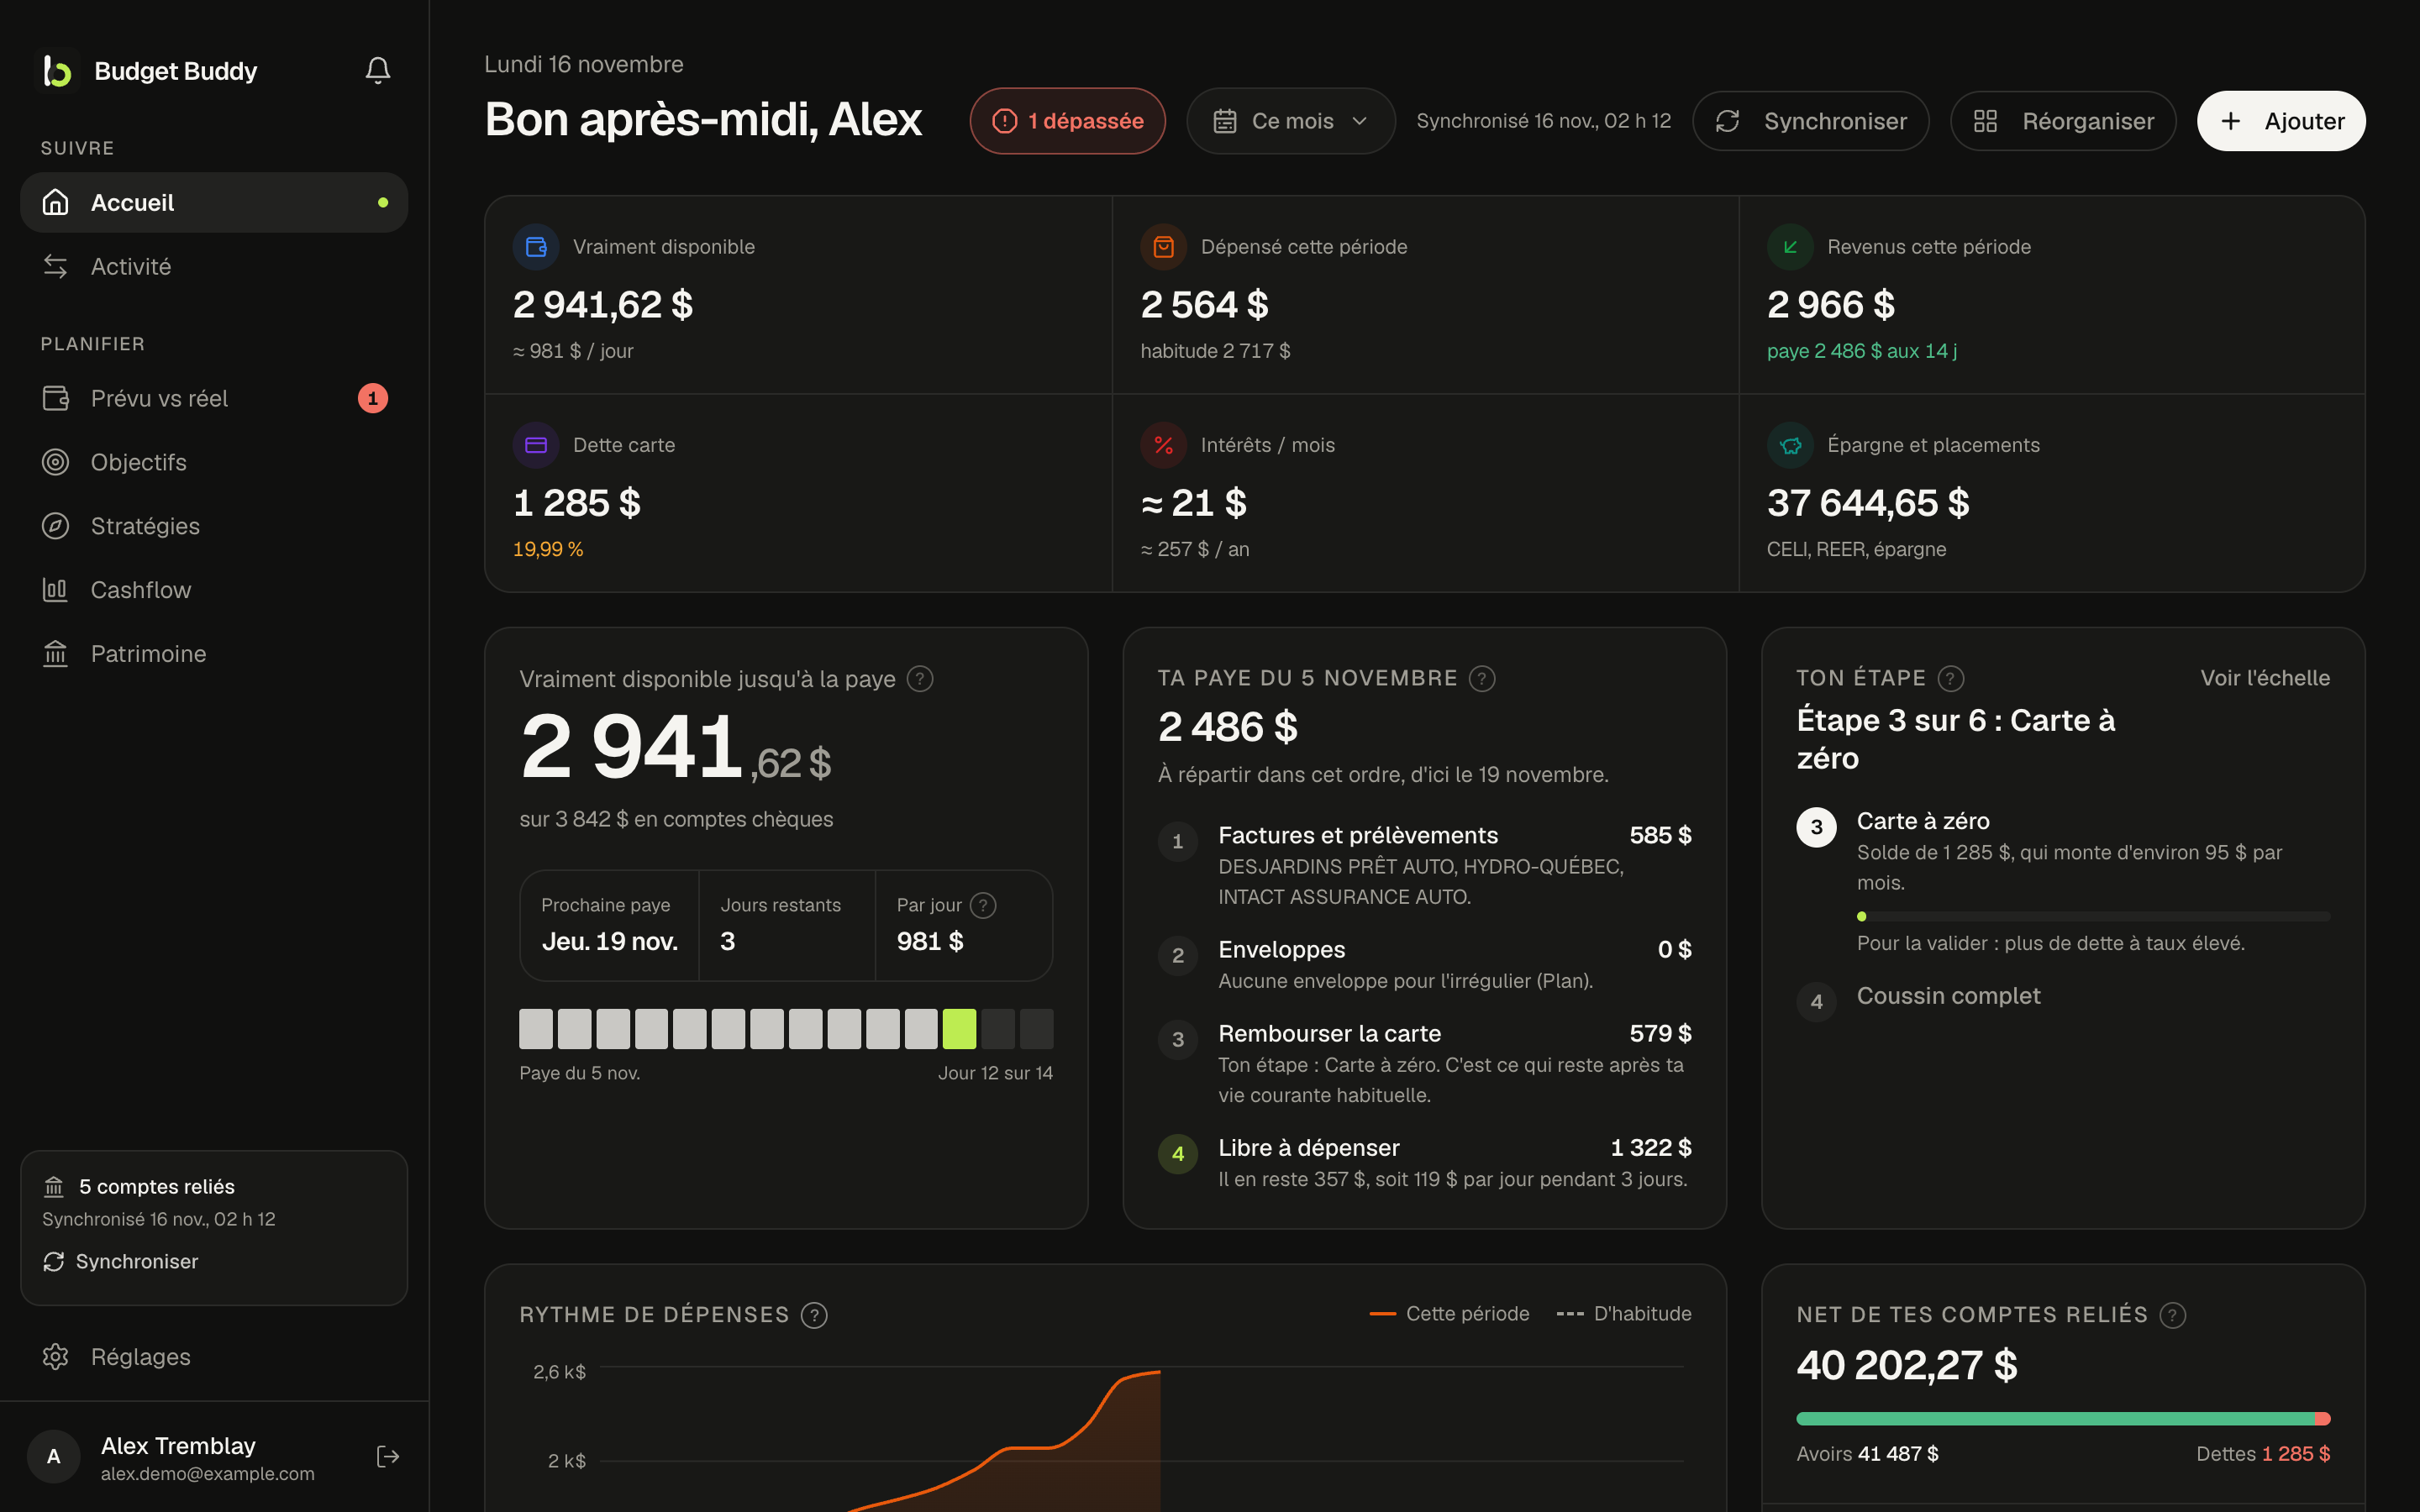 Budget Buddy
SUIVRE
Accueil
Activité
PLANIFIER
Prévu vs réel
1
Objectifs
Stratégies
Cashflow
Patrimoine
5 comptes reliés
Synchronisé 16 nov., 02 h 12
Synchroniser
Réglages
A
Alex Tremblay
alex.demo@example.com
Lundi 16 novembre
Bon après-midi, Alex
1 dépassée
Ce mois
Synchronisé 16 nov., 02 h 12
Synchroniser
Réorganiser
Ajouter
Vraiment disponible
2 941,62 $
≈ 981 $ / jour
Dépensé cette période
2 564 $
habitude 2 717 $
Revenus cette période
2 966 $
paye 2 486 $ aux 14 j
Dette carte
1 285 $
19,99 %
Intérêts / mois
≈ 21 $
≈ 257 $ / an
Épargne et placements
37 644,65 $
CELI, REER, épargne
Vraiment disponible jusqu'à la paye ?
2 941,62 $
sur 3 842 $ en comptes chèques
Prochaine paye
Jeu. 19 nov.
Jours restants
3
Par jour ?
981 $
Paye du 5 nov.
Jour 12 sur 14
TA PAYE DU 5 NOVEMBRE ?
2 486 $
À répartir dans cet ordre, d'ici le 19 novembre.
1 Factures et prélèvements 585 $
DESJARDINS PRÊT AUTO, HYDRO-QUÉBEC,
INTACT ASSURANCE AUTO.
2 Enveloppes 0 $
Aucune enveloppe pour l'irrégulier (Plan).
3 Rembourser la carte 579 $
Ton étape : Carte à zéro. C'est ce qui reste après ta
vie courante habituelle.
4 Libre à dépenser 1 322 $
Il en reste 357 $, soit 119 $ par jour pendant 3 jours.
TON ÉTAPE ?
Voir l'échelle
Étape 3 sur 6 : Carte à
zéro
3 Carte à zéro
Solde de 1 285 $, qui monte d'environ 95 $ par
mois.
Pour la valider : plus de dette à taux élevé.
4 Coussin complet
RYTHME DE DÉPENSES ?
Cette période
D'habitude
2,6 k$
2 k$
NET DE TES COMPTES RELIÉS ?
40 202,27 $
Avoirs 41 487 $
Dettes 1 285 $